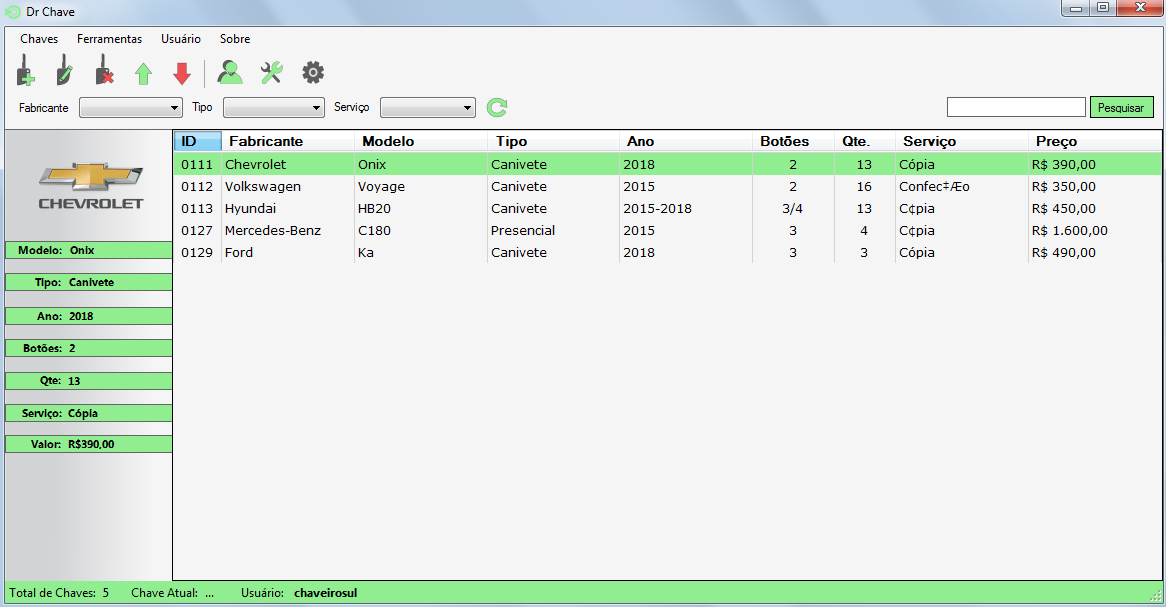 Dr Chave
Chaves Ferramentas Usuário Sobre
Fabricante Tipo Serviço Pesquisar
CHEVROLET
Modelo: Onix
Tipo: Canivete
Ano: 2018
Botões: 2
Qte: 13
Serviço: Cópia
Valor: R$390,00
ID Fabricante Modelo Tipo Ano Botões Qte. Serviço Preço
0111 Chevrolet Onix Canivete 2018 2 13 Cópia R$ 390,00
0112 Volkswagen Voyage Canivete 2015 2 16 Confec‡Æo R$ 350,00
0113 Hyundai HB20 Canivete 2015-2018 3/4 13 C¢pia R$ 450,00
0127 Mercedes-Benz C180 Presencial 2015 3 4 C¢pia R$ 1.600,00
0129 Ford Ka Canivete 2018 3 3 Cópia R$ 490,00
Total de Chaves: 5 Chave Atual: ... Usuário: chaveirosul